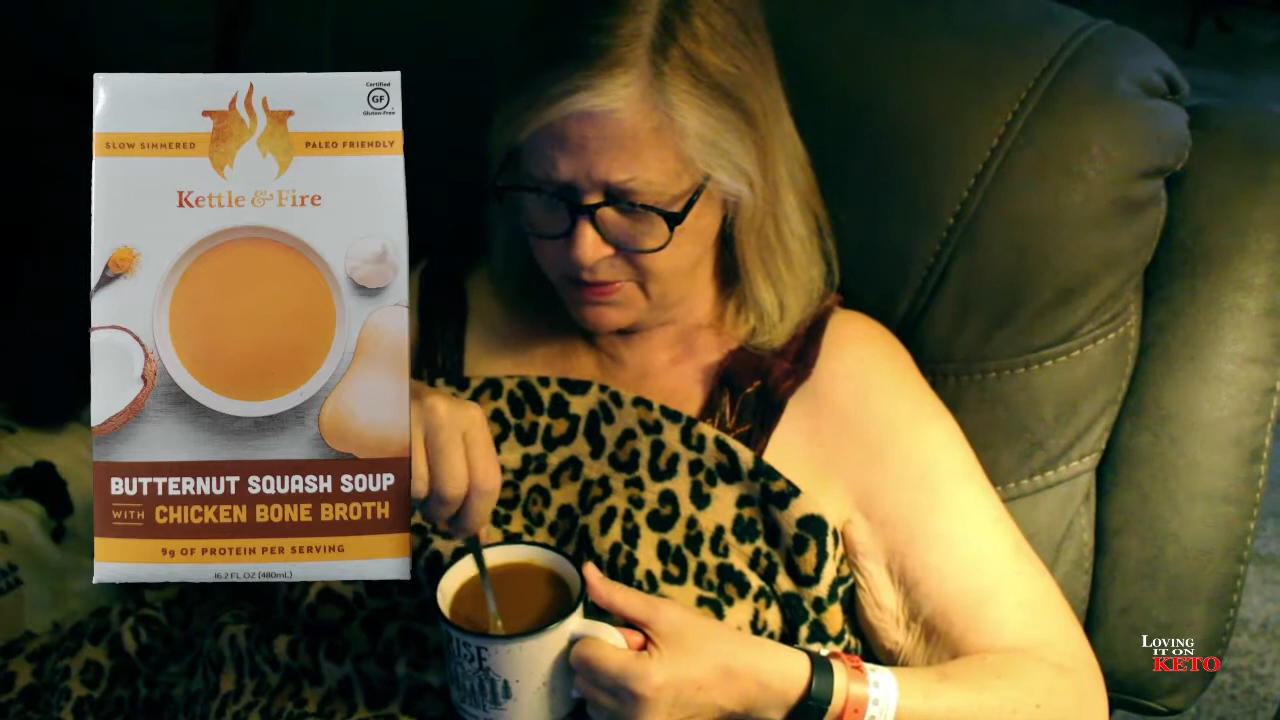 Certified
GF
Gluten-Free
SLOW SIMMERED
PALEO FRIENDLY
Kettle & Fire
BUTTERNUT SQUASH SOUP
WITH CHICKEN BONE BROTH
9g OF PROTEIN PER SERVING
16.2 FL OZ (480mL)
LOVING
IT ON
KETO